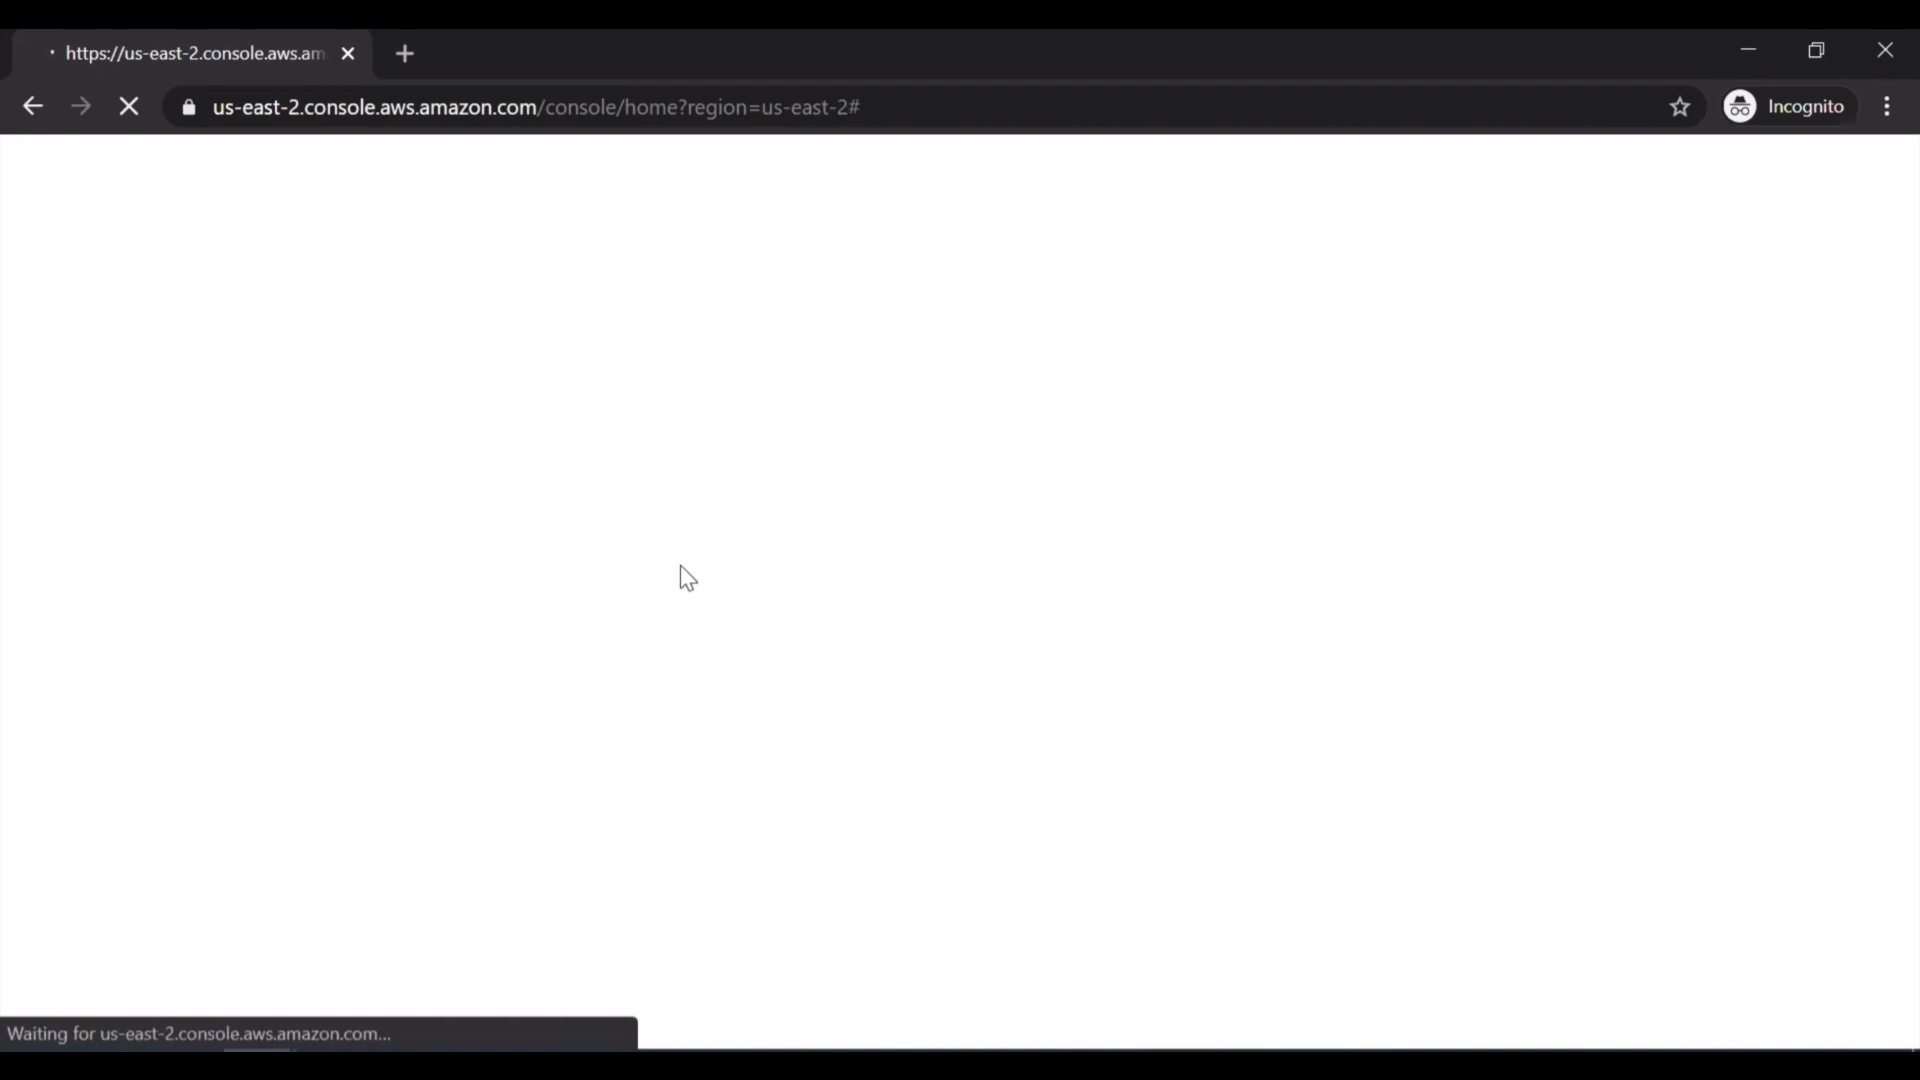 https://us-east-2.console.aws.am
us-east-2.console.aws.amazon.com/console/home?region=us-east-2#
Incognito
Waiting for us-east-2.console.aws.amazon.com...